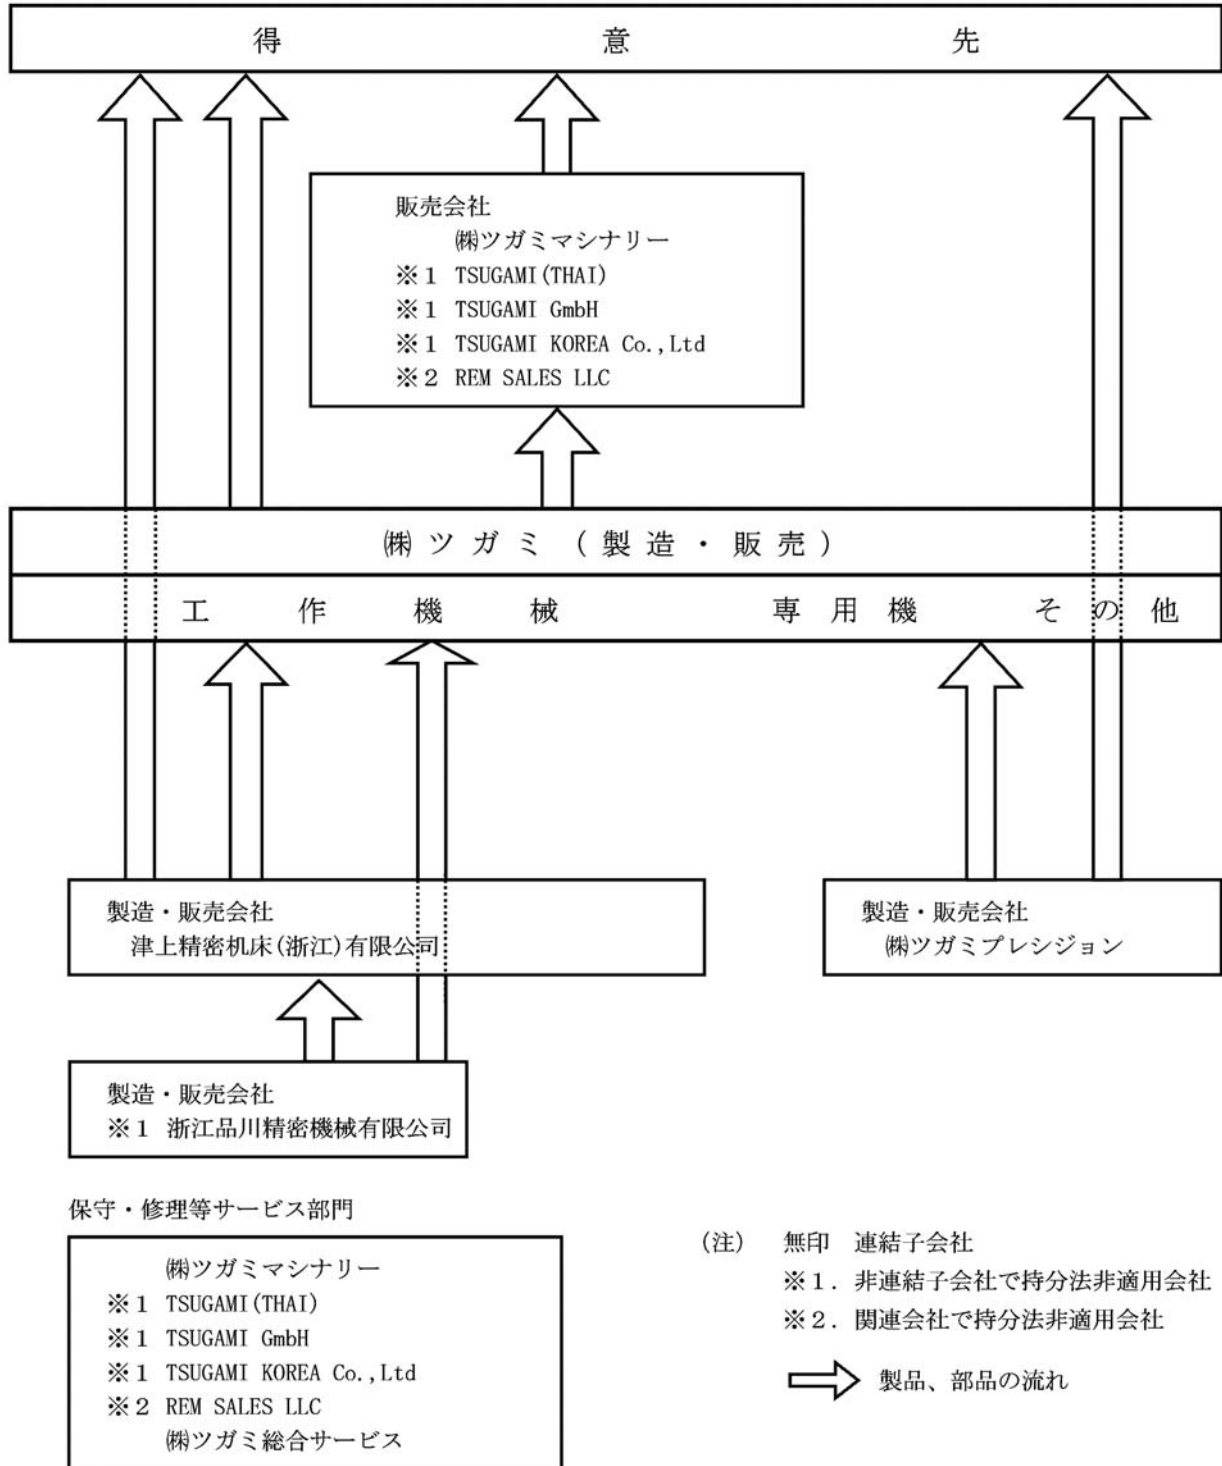 得意先
販売会社
㈱ツガミマシナリー
※1 TSUGAMI(THAI)
※1 TSUGAMI GmbH
※1 TSUGAMI KOREA Co.,Ltd
※2 REM SALES LLC
㈱ツガミ(製造・販売)
工作機械 専用機 その他
製造・販売会社
津上精密机床(浙江)有限公司
製造・販売会社
㈱ツガミプレシジョン
製造・販売会社
※1 浙江品川精密機械有限公司
保守・修理等サービス部門
㈱ツガミマシナリー
※1 TSUGAMI(THAI)
※1 TSUGAMI GmbH
※1 TSUGAMI KOREA Co.,Ltd
※2 REM SALES LLC
㈱ツガミ総合サービス
(注) 無印 連結子会社
※1. 非連結子会社で持分法非適用会社
※2. 関連会社で持分法非適用会社
製品、部品の流れ